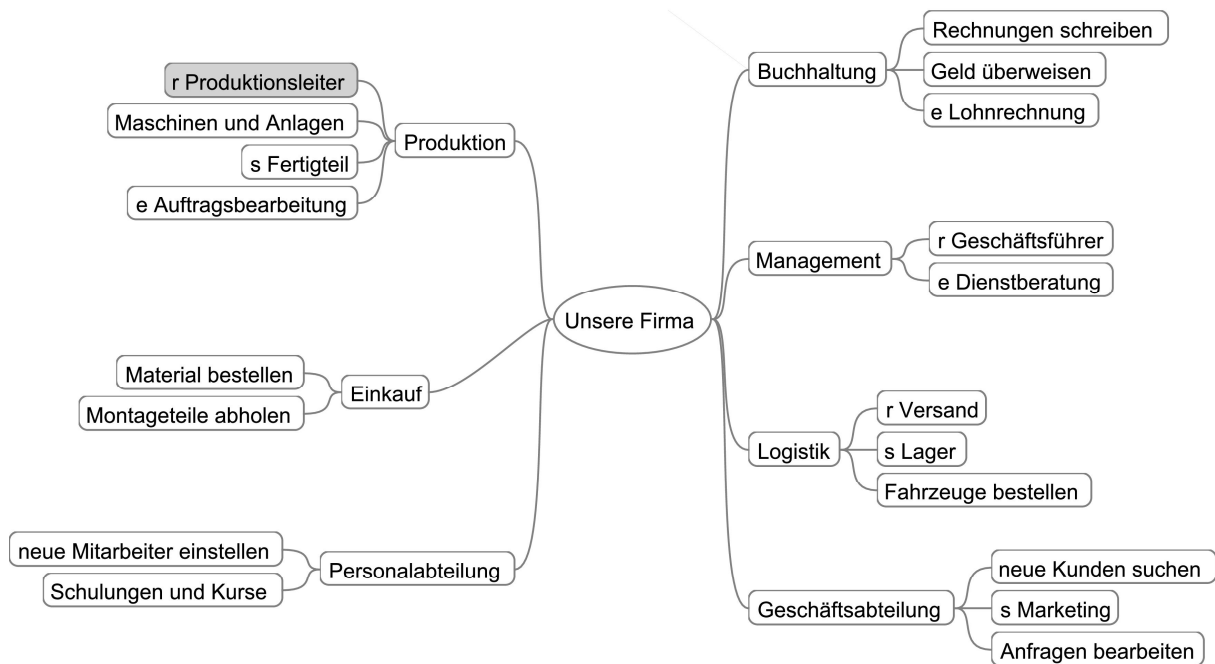 Unsere Firma
Produktion
r Produktionsleiter
Maschinen und Anlagen
s Fertigteil
e Auftragsbearbeitung
Einkauf
Material bestellen
Montageteile abholen
Personalabteilung
neue Mitarbeiter einstellen
Schulungen und Kurse
Buchhaltung
Rechnungen schreiben
Geld überweisen
e Lohnrechnung
Management
r Geschäftsführer
e Dienstberatung
Logistik
r Versand
s Lager
Fahrzeuge bestellen
Geschäftsabteilung
neue Kunden suchen
s Marketing
Anfragen bearbeiten